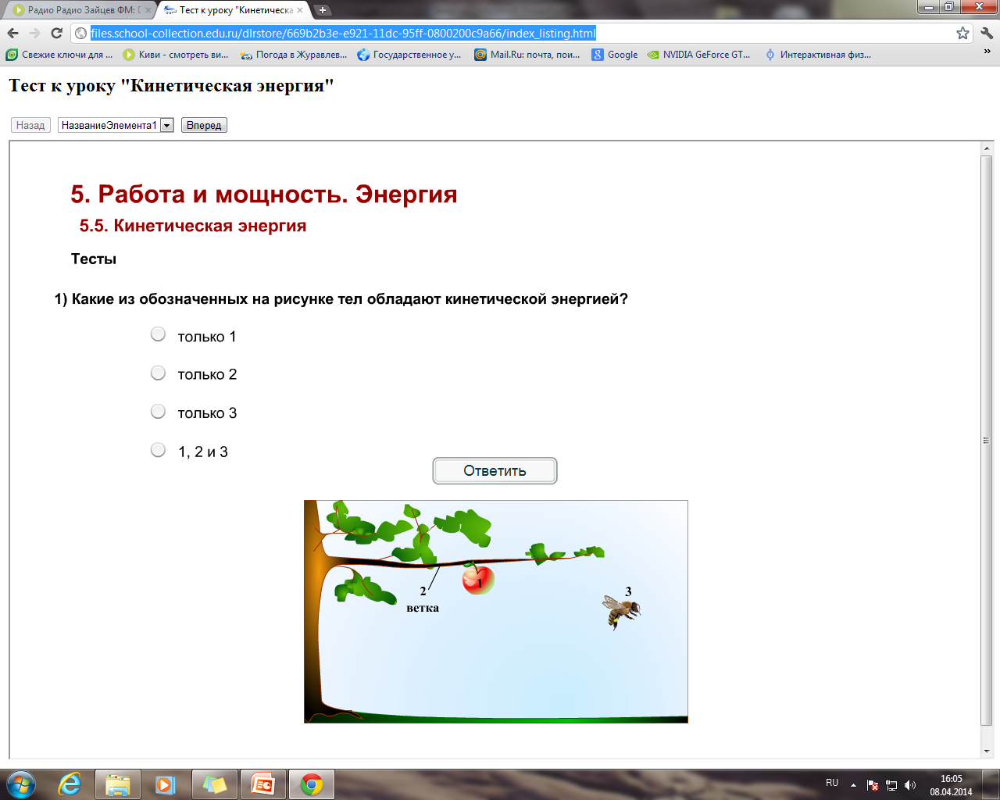 Радио Радио Зайцев ФМ:
Тест к уроку "Кинетическа
files.school-collection.edu.ru/dlrstore/669b2b3e-e921-11dc-95ff-0800200c9a66/index_listing.html
Свежие ключи для ...
Киви - смотреть ви...
Погода в Журавлев...
Государственное у...
Mail.Ru: почта, пои...
Google
NVIDIA GeForce GT...
Интерактивная физ...
Тест к уроку "Кинетическая энергия"
Назад
НазваниеЭлемента1
Вперед
5. Работа и мощность. Энергия
5.5. Кинетическая энергия
Тесты
1) Какие из обозначенных на рисунке тел обладают кинетической энергией?
только 1
только 2
только 3
1, 2 и 3
Ответить
1
2
ветка
3
RU
16:05
08.04.2014